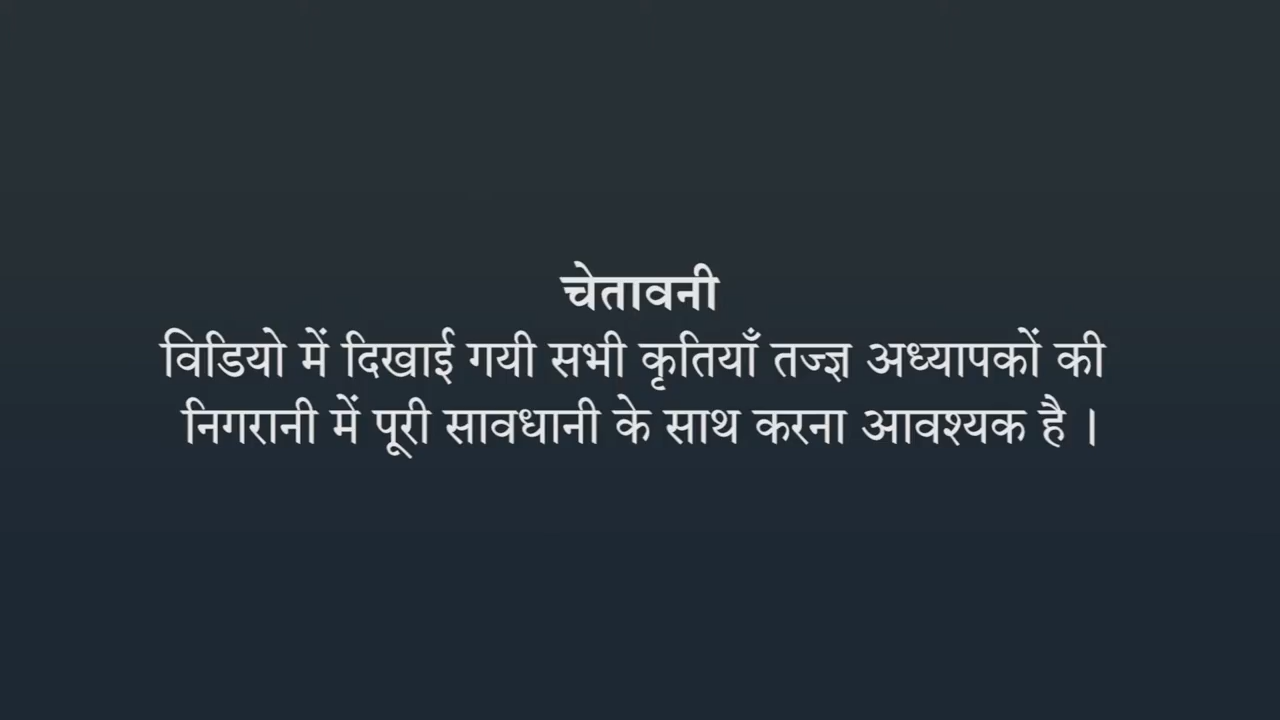 चेतावनी
विडियो में दिखाई गयी सभी कृतियाँ तज्ज्ञ अध्यापकों की
निगरानी में पूरी सावधानी के साथ करना आवश्यक है ।